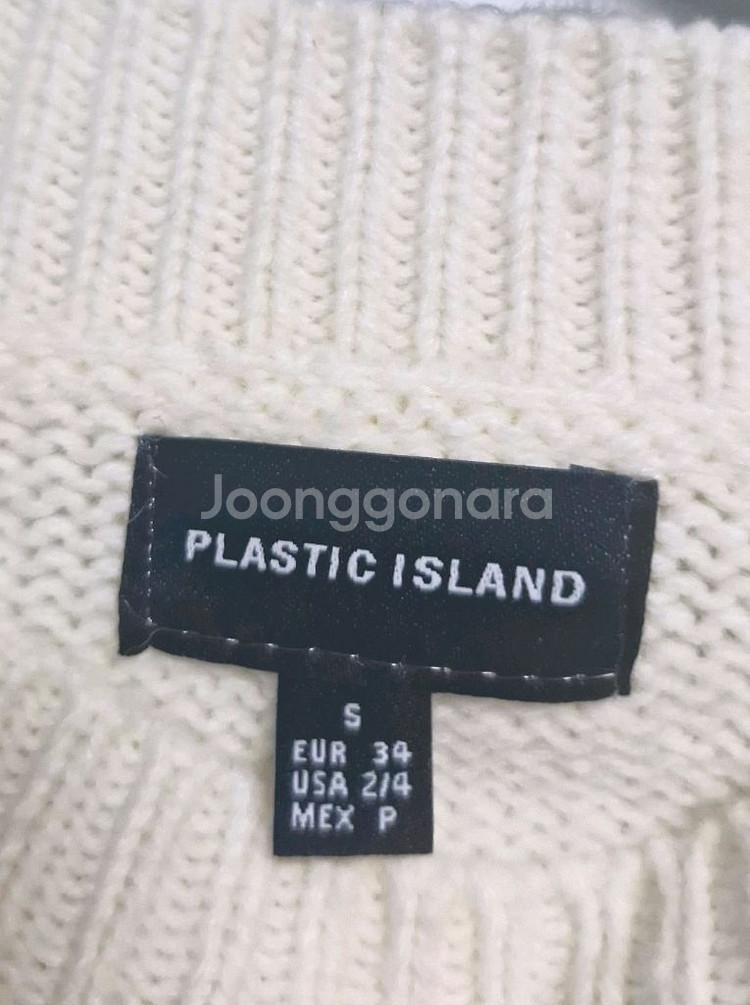 Joonggonara
PLASTIC ISLAND
S
EUR 34
USA 2/4
MEX P